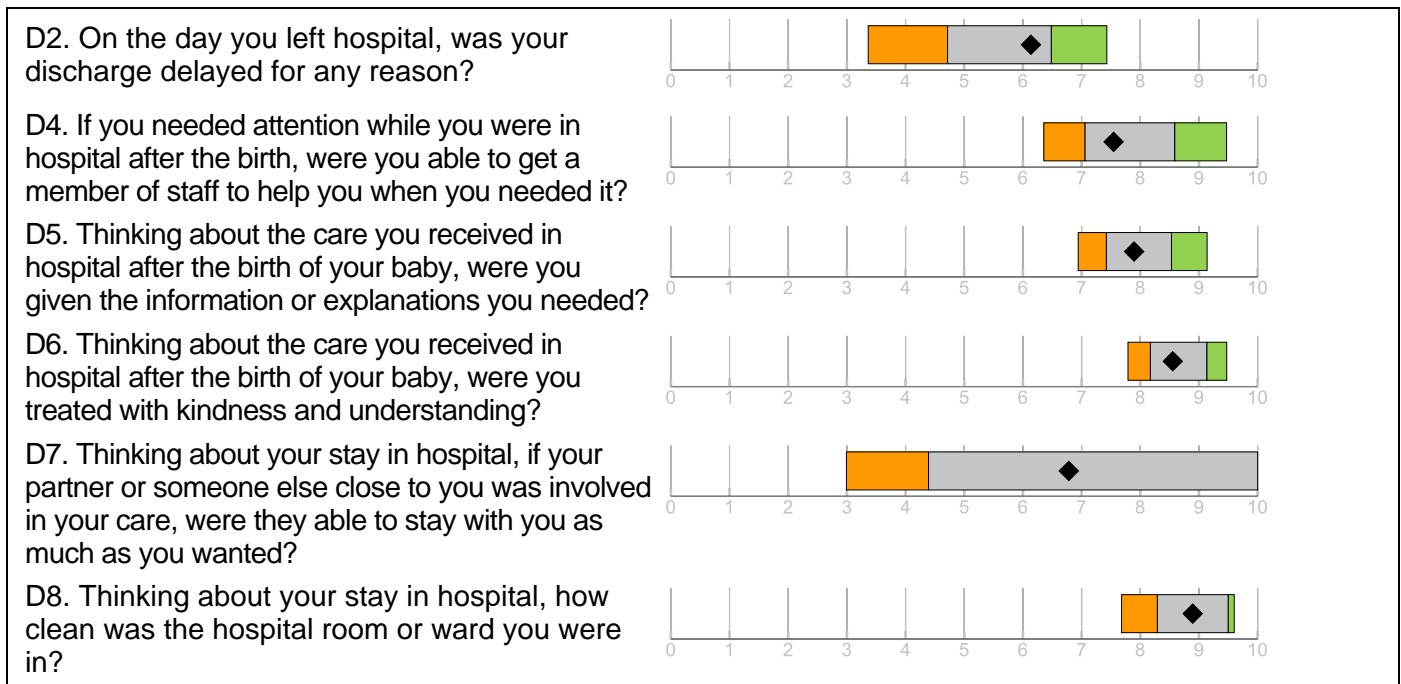 D2. On the day you left hospital, was your
discharge delayed for any reason?
0 1 2 3 4 5 6 7 8 9 10
D4. If you needed attention while you were in
hospital after the birth, were you able to get a
member of staff to help you when you needed it?
0 1 2 3 4 5 6 7 8 9 10
D5. Thinking about the care you received in
hospital after the birth of your baby, were you
given the information or explanations you needed?
0 1 2 3 4 5 6 7 8 9 10
D6. Thinking about the care you received in
hospital after the birth of your baby, were you
treated with kindness and understanding?
0 1 2 3 4 5 6 7 8 9 10
D7. Thinking about your stay in hospital, if your
partner or someone else close to you was involved
in your care, were they able to stay with you as
much as you wanted?
0 1 2 3 4 5 6 7 8 9 10
D8. Thinking about your stay in hospital, how
clean was the hospital room or ward you were
in?
0 1 2 3 4 5 6 7 8 9 10